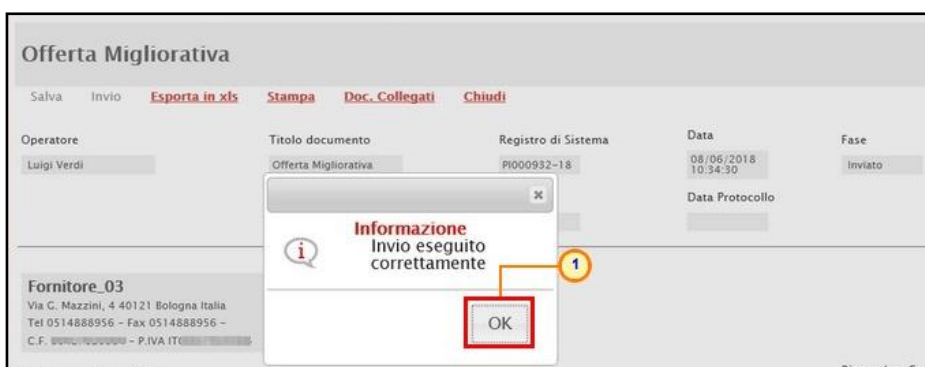 Offerta Migliorativa
Salva Invio Esporta in xls Stampa Doc. Collegati Chiudi
Operatore Titolo documento Registro di Sistema Data Fase
Luigi Verdi Offerta Migliorativa PI000932-18 08/06/2018 Inviato
10:34:30
Data Protocollo
Informazione
Invio eseguito
correttamente
1
OK
Fornitore_03
Via G. Mazzini, 4 40121 Bologna Italia
Tel 0514888956 - Fax 0514888956 -
C.F. - P.IVA IT